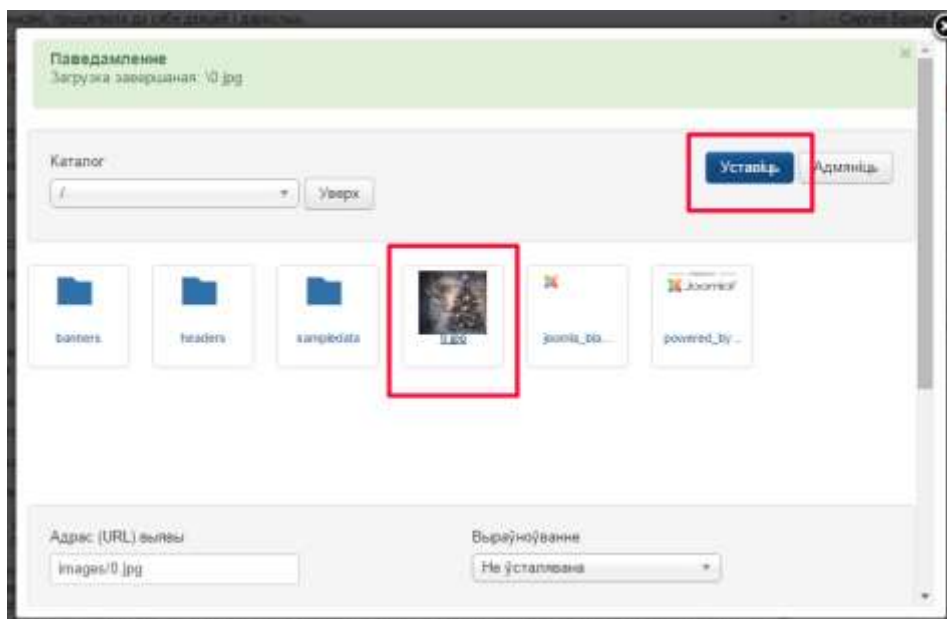 Паведамленне
Загрузка завершаная: \0.jpg
Каталог
/
Уверх
Уставіць
Адмяніць
banners
headers
sampledata
0.jpg
joomla_bla...
powered_by...
Joomla!
Адрас (URL) выявы
images/0.jpg
Выраўноўванне
Не ўсталявана